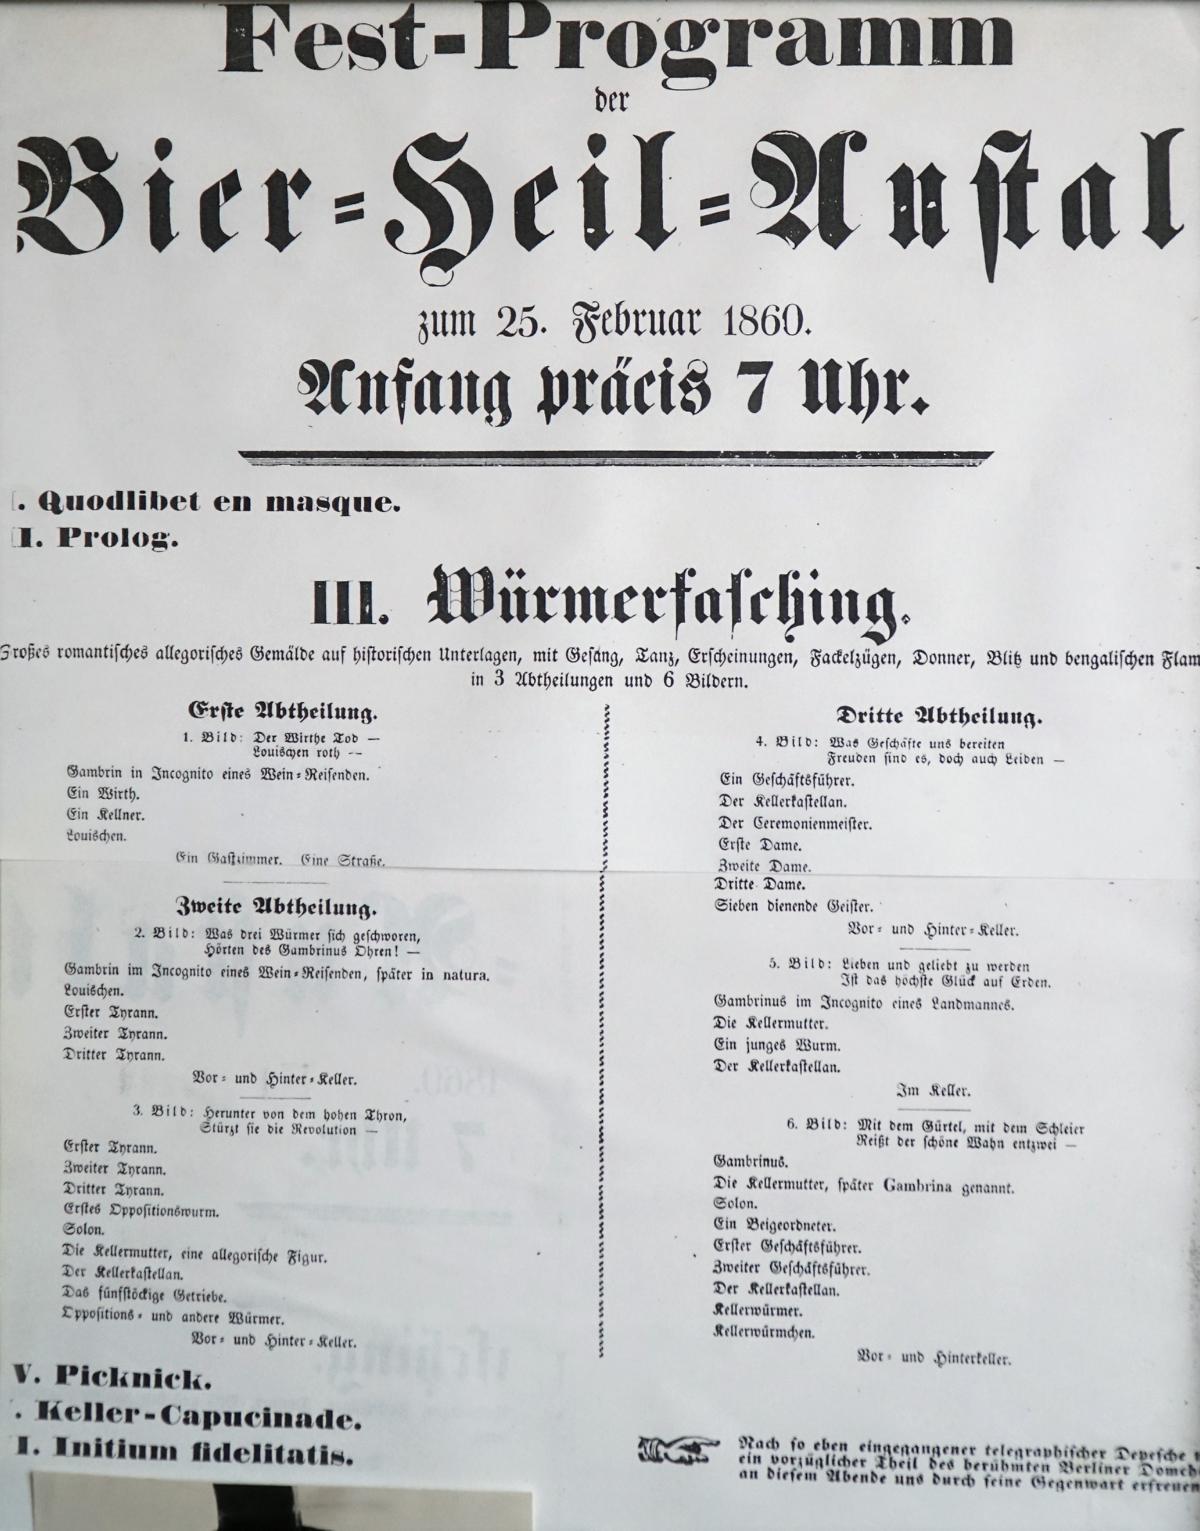 Fest-Programm
der
Bier-Heil-Anstal
zum 25. Februar 1860.
Anfang präcis 7 Uhr.
. Quodlibet en masque.
I. Prolog.
III. Würmerfasching.
Großes romantisches allegorisches Gemälde auf historischen Unterlagen, mit Gesang, Tanz, Erscheinungen, Fackelzügen, Donner, Blitz und bengalischen Flam
in 3 Abtheilungen und 6 Bildern.
Erste Abtheilung.
1. Bild: Der Wirthe Tod —
Louischen roth —
Gambrin in Incognito eines Wein-Reisenden.
Ein Wirth.
Ein Kellner.
Louischen.
Ein Gastzimmer. Eine Straße.
Zweite Abtheilung.
2. Bild: Was drei Würmer sich geschworen,
Hörten des Gambrinus Ohren! —
Gambrin im Incognito eines Wein-Reisenden, später in natura.
Louischen.
Erster Tyrann.
Zweiter Tyrann.
Dritter Tyrann.
Vor- und Hinter-Keller.
3. Bild: Herunter von dem hohen Thron,
Stürzt sie die Revolution —
Erster Tyrann.
Zweiter Tyrann.
Dritter Tyrann.
Erstes Oppositionswurm.
Solon.
Die Kellermutter, eine allegorische Figur.
Der Kellerkastellan.
Das fünfstöckige Getriebe.
Oppositions- und andere Würmer.
Vor- und Hinter-Keller.
Dritte Abtheilung.
4. Bild: Was Geschäfte uns bereiten
Freuden sind es, doch auch Leiden —
Ein Geschäftsführer.
Der Kellerkastellan.
Der Ceremonienmeister.
Erste Dame.
Zweite Dame.
Dritte Dame.
Sieben dienende Geister.
Vor- und Hinter-Keller.
5. Bild: Lieben und geliebt zu werden
Ist das höchste Glück auf Erden.
Gambrinus im Incognito eines Landmannes.
Die Kellermutter.
Ein junges Wurm.
Der Kellerkastellan.
Im Keller.
6. Bild: Mit dem Gürtel, mit dem Schleier
Reißt der schöne Wahn entzwei —
Gambrinus.
Die Kellermutter, später Gambrina genannt.
Solon.
Ein Beigeordneter.
Erster Geschäftsführer.
Zweiter Geschäftsführer.
Der Kellerkastellan.
Kellerwürmer.
Kellerwürmchen.
Vor- und Hinterkeller.
V. Picknick.
. Keller-Capucinade.
I. Initium fidelitatis.
Nach so eben eingegangener telegraphischer Depesche
ein vorzüglicher Theil des berühmten Berliner Domch
an diesem Abende uns durch seine Gegenwart erfreuen